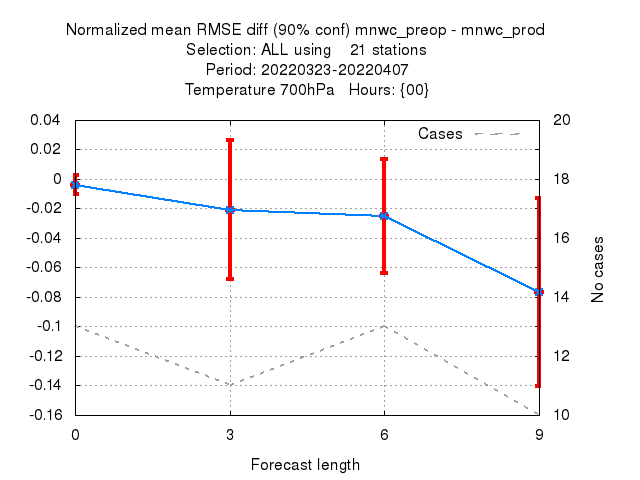 Normalized mean RMSE diff (90% conf) mnwc_preop - mnwc_prod
Selection: ALL using    21 stations
Period: 20220323-20220407
Temperature 700hPa   Hours: {00}
Cases
0.04
0.02
0
-0.02
-0.04
-0.06
-0.08
-0.1
-0.12
-0.14
-0.16
20
18
16
14
12
10
No cases
0 3 6 9
Forecast length